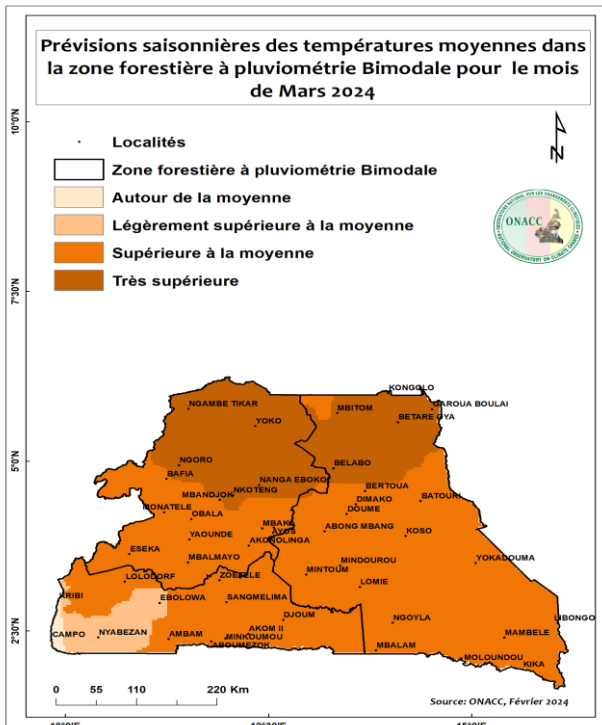 Prévisions saisonnières des températures moyennes dans
la zone forestière à pluviométrie Bimodale pour le mois
de Mars 2024
10°0'N
N
Localités
Zone forestière à pluviométrie Bimodale
Autour de la moyenne
Légèrement supérieure à la moyenne
Supérieure à la moyenne
Très supérieure
ONACC
7°30'N
KONGOLO
NGAMBE TIKAR
MBITOM
GAROUA BOULAI
BETARE OYA
YOKO
5°0'N
NGORO
BELABO
BAFIA
NANGA EBOKO
BERTOUA
MBANDJOK
NKOTENG
DIMAKO
BATOURI
MONATELE
OBALA
DOUME
MBAKA
AYOS
ABONG MBANG
YAOUNDE
KOSO
AKONOLINGA
ESEKA
MBALMAYO
MINDOUROU
YOKADOUMA
LOLODORF
ZOETELE
MINTOUM
LOMIE
KRIBI
EBOLOWA
SANGMELIMA
DJOUM
NGOYLA
LIBONGO
2°30'N
CAMPO
NYABEZAN
AMBAM
AKOM II
MINKOUMOU
MAMBELE
ABOUMEZOK
MBALAM
MOLOUNDOU
KIKA
0 55 110 220 Km
Source: ONACC, Février 2024